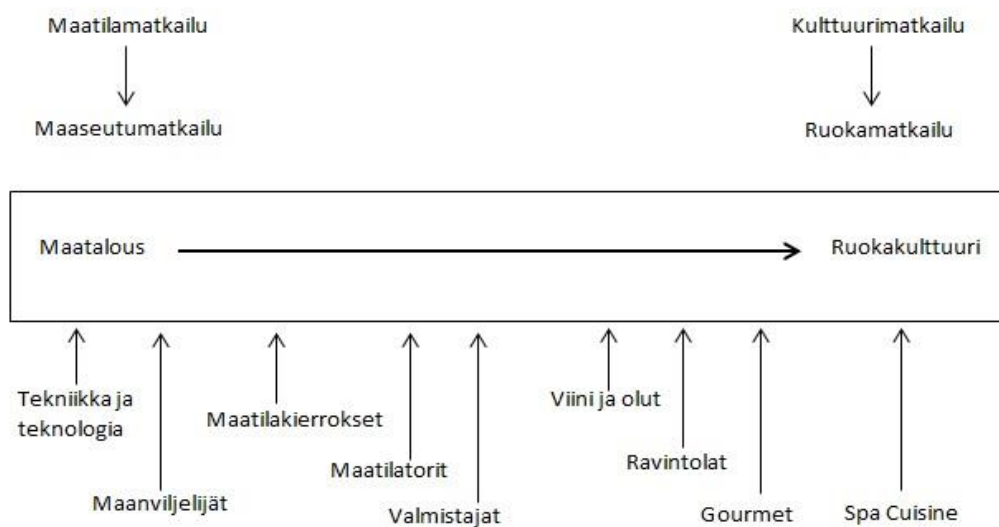 Maatilamatkailu
Kulttuurimatkailu
Maaseutumatkailu
Ruokamatkailu
Maatalous
Ruokakulttuuri
Tekniikka ja
teknologia
Maanviljelijät
Maatilakierrokset
Maatilatorit
Valmistajat
Viini ja olut
Ravintolat
Gourmet
Spa Cuisine